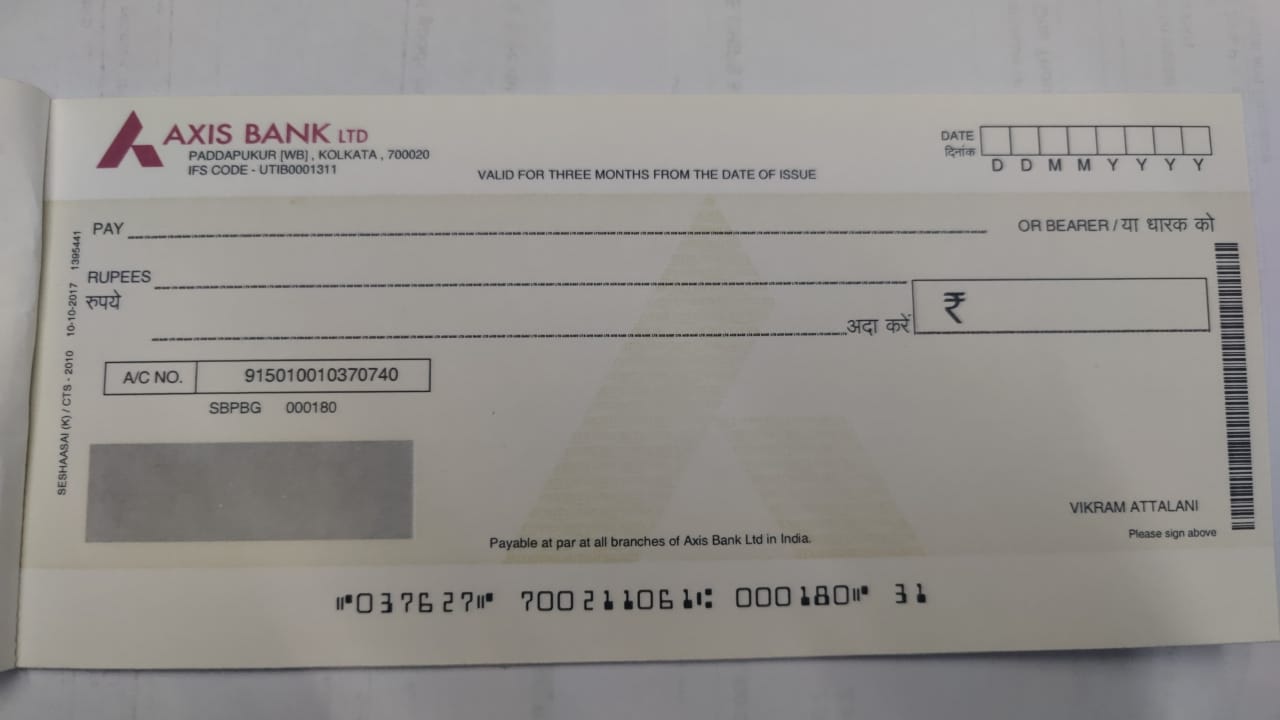 AXIS BANK LTD
PADDAPUKUR [WB] , KOLKATA , 700020
IFS CODE - UTIB0001311
VALID FOR THREE MONTHS FROM THE DATE OF ISSUE
DATE
दिनांक
D D M M Y Y Y Y
PAY
OR BEARER / या धारक को
RUPEES
रुपये
अदा करें
₹
A/C NO. 915010010370740
SBPBG 000180
SESHAASAI (K) / CTS - 2010 10-10-2017 1395441
VIKRAM ATTALANI
Please sign above
Payable at par at all branches of Axis Bank Ltd in India.
⑈037627⑈ 700211061⑆ 000180⑈ 31